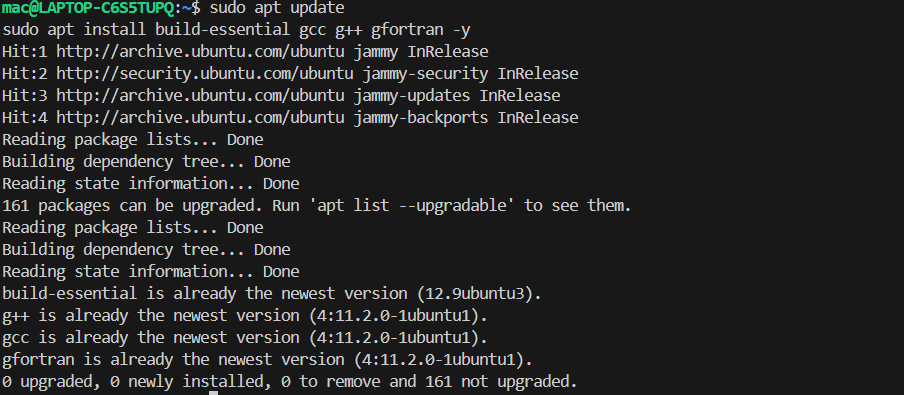 mac@LAPTOP-C6S5TUPQ:~$ sudo apt update
sudo apt install build-essential gcc g++ gfortran -y
Hit:1 http://archive.ubuntu.com/ubuntu jammy InRelease
Hit:2 http://security.ubuntu.com/ubuntu jammy-security InRelease
Hit:3 http://archive.ubuntu.com/ubuntu jammy-updates InRelease
Hit:4 http://archive.ubuntu.com/ubuntu jammy-backports InRelease
Reading package lists... Done
Building dependency tree... Done
Reading state information... Done
161 packages can be upgraded. Run 'apt list --upgradable' to see them.
Reading package lists... Done
Building dependency tree... Done
Reading state information... Done
build-essential is already the newest version (12.9ubuntu3).
g++ is already the newest version (4:11.2.0-1ubuntu1).
gcc is already the newest version (4:11.2.0-1ubuntu1).
gfortran is already the newest version (4:11.2.0-1ubuntu1).
0 upgraded, 0 newly installed, 0 to remove and 161 not upgraded.